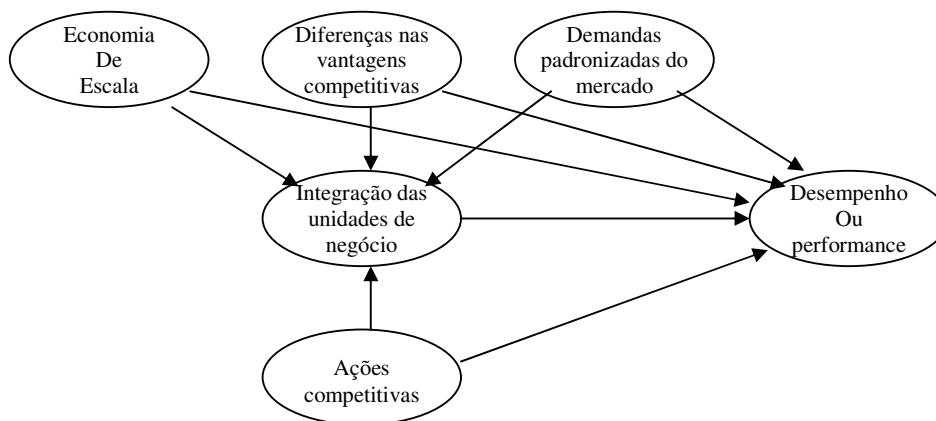 Economia
De
Escala
Diferenças nas
vantagens
competitivas
Demandas
padronizadas do
mercado
Integração das
unidades de
negócio
Desempenho
Ou
performance
Ações
competitivas